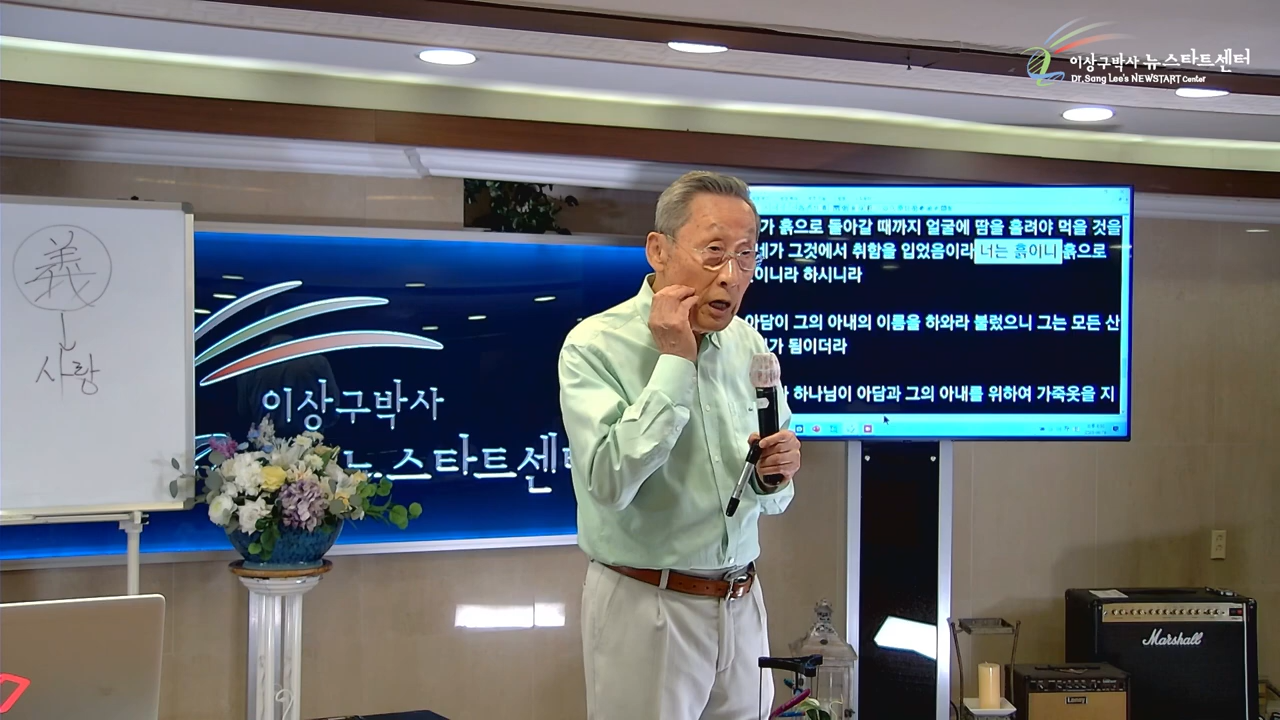 이상구박사 뉴스타트센터
Dr. Sang Lee's NEWSTART Center
義
사랑
이상구박사
뉴스타트센
가 흙으로 돌아갈 때까지 얼굴에 땀을 흘려야 먹을 것을
네가 그것에서 취함을 입었음이라 너는 흙이니 흙으로
이니라 하시니라
아담이 그의 아내의 이름을 하와라 불렀으니 그는 모든 산
가 됨이더라
하나님이 아담과 그의 아내를 위하여 가죽옷을 지
Marshall
Laney